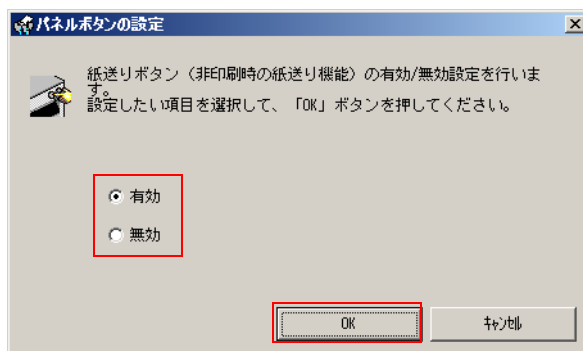 パネルボタンの設定
紙送りボタン（非印刷時の紙送り機能）の有効/無効設定を行いま
す。
設定したい項目を選択して、「OK」ボタンを押してください。
有効
無効
OK
ｷｬﾝｾﾙ